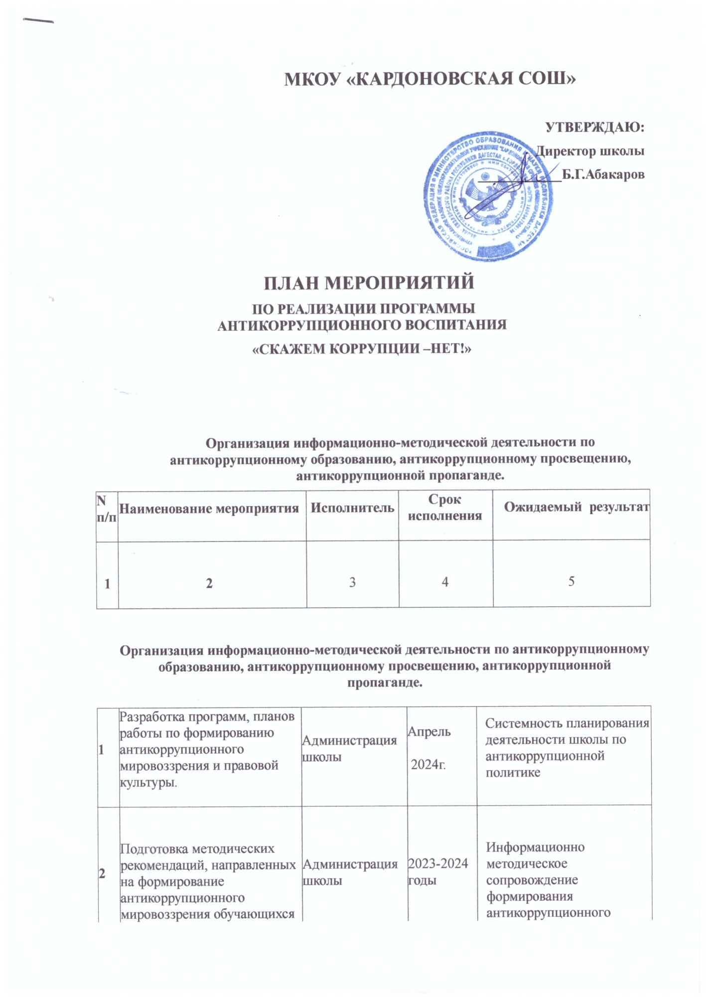 МКОУ «КАРДОНОВСКАЯ СОШ»
УТВЕРЖДАЮ:
Директор школы
____________Б.Г.Абакаров
ПЛАН МЕРОПРИЯТИЙ
ПО РЕАЛИЗАЦИИ ПРОГРАММЫ
АНТИКОРРУПЦИОННОГО ВОСПИТАНИЯ
«СКАЖЕМ КОРРУПЦИИ –НЕТ!»
Организация информационно-методической деятельности по
антикоррупционному образованию, антикоррупционному просвещению,
антикоррупционной пропаганде.
N
п/п
Наименование мероприятия
Исполнитель
Срок
исполнения
Ожидаемый результат
1
2
3
4
5
Организация информационно-методической деятельности по антикоррупционному
образованию, антикоррупционному просвещению, антикоррупционной
пропаганде.
1
Разработка программ, планов
работы по формированию
антикоррупционного
мировоззрения и правовой
культуры.
Администрация
школы
Апрель
2024г.
Системность планирования
деятельности школы по
антикоррупционной
политике
2
Подготовка методических
рекомендаций, направленных
на формирование
антикоррупционного
мировоззрения обучающихся
Администрация
школы
2023-2024
годы
Информационно
методическое
сопровождение
формирования
антикоррупционного